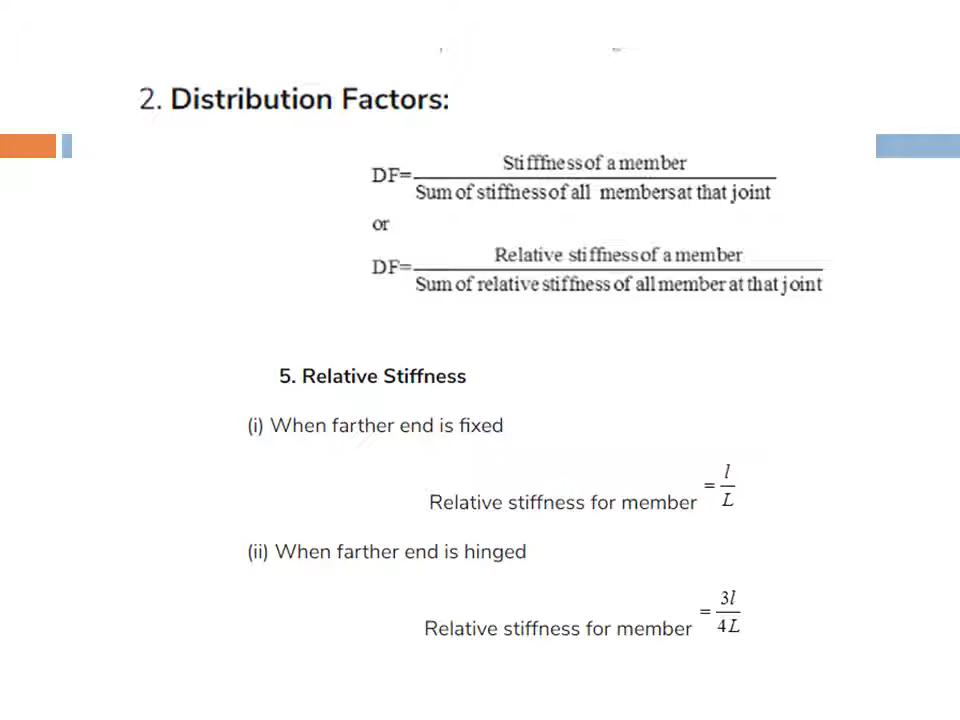 2. Distribution Factors:
DF= Stifffness of a member / Sum of stiffness of all members at that joint
or
DF= Relative stiffness of a member / Sum of relative stiffness of all member at that joint
5. Relative Stiffness
(i) When farther end is fixed
Relative stiffness for member = l / L
(ii) When farther end is hinged
Relative stiffness for member = 3l / 4L